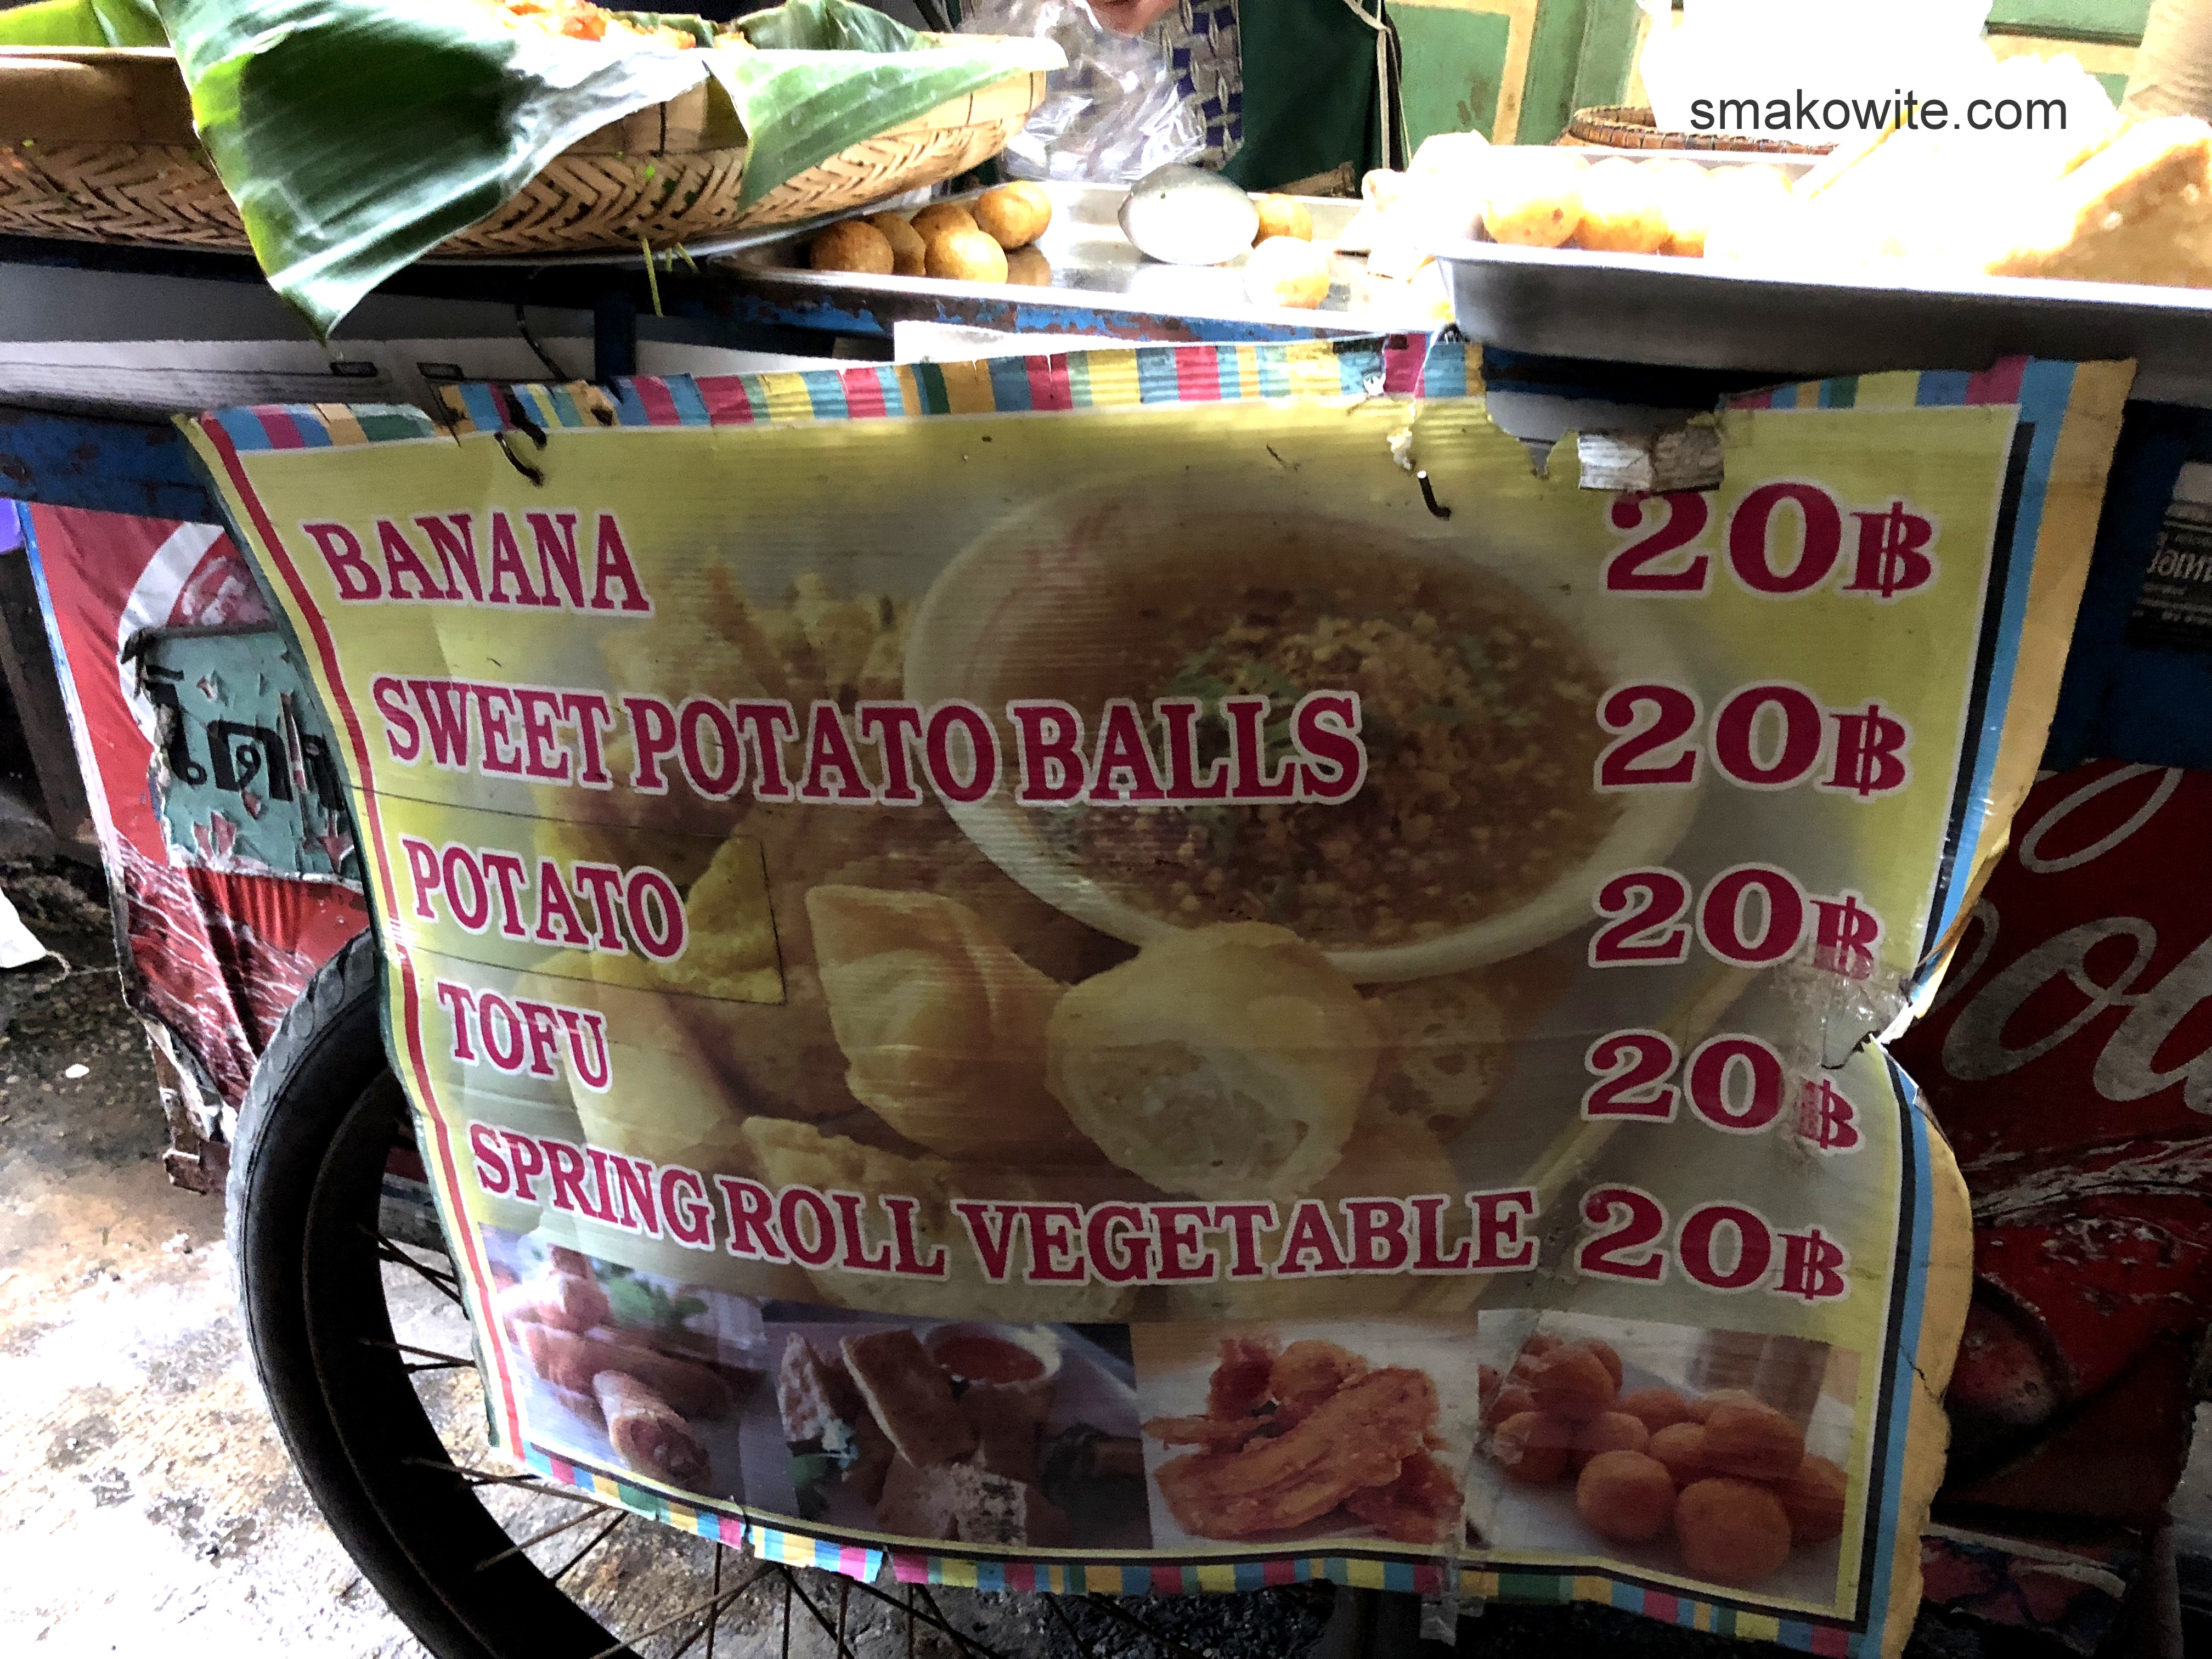 smakowite.com
BANANA 20฿
SWEET POTATO BALLS 20฿
POTATO 20฿
TOFU 20฿
SPRING ROLL VEGETABLE 20฿